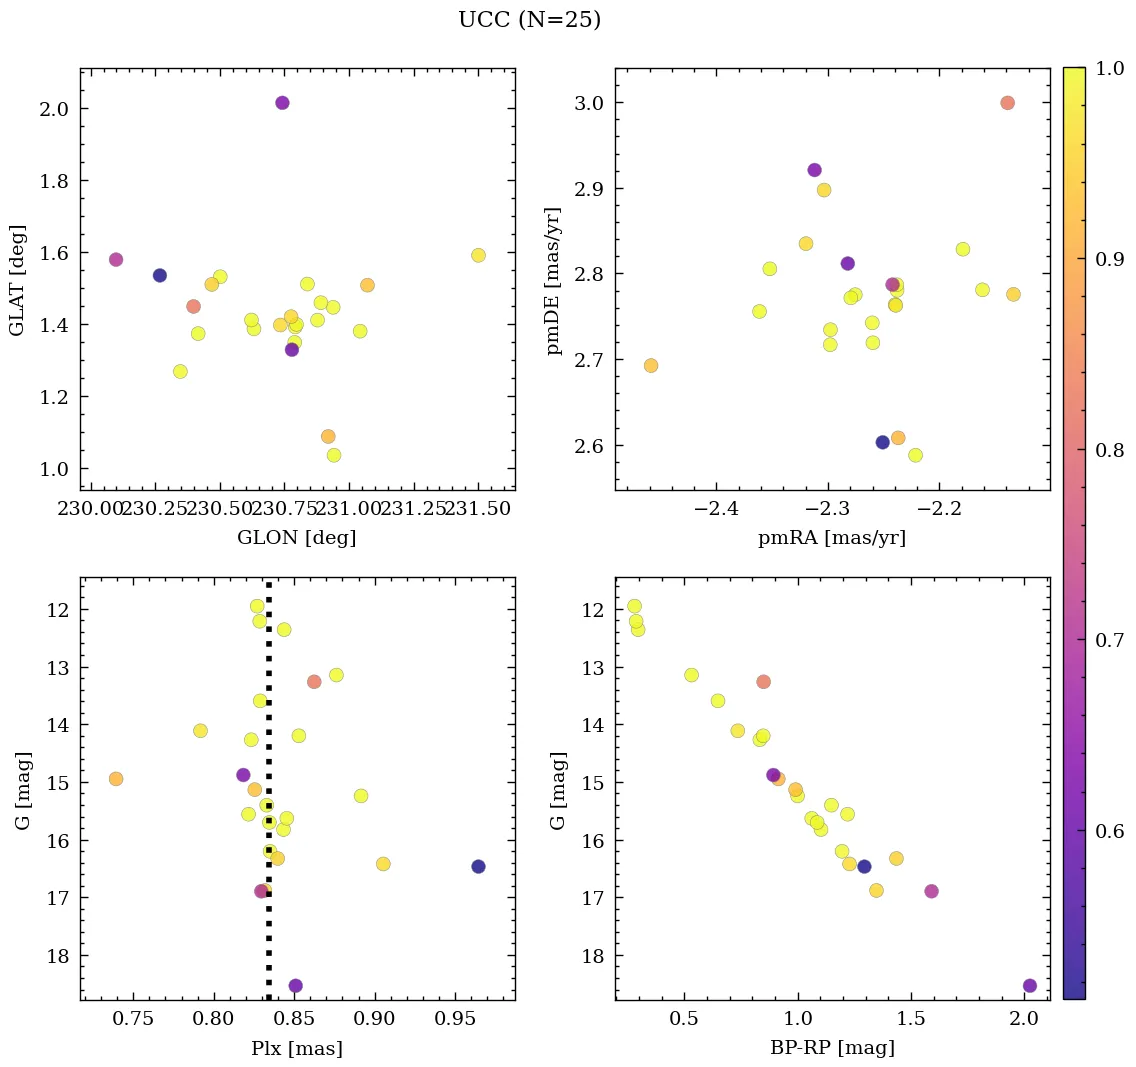 UCC (N=25)
2.0
1.8
1.6
1.4
1.2
1.0
GLAT [deg]
230.00 230.25 230.50 230.75 231.00 231.25 231.50
GLON [deg]
3.0
2.9
2.8
2.7
2.6
pmDE [mas/yr]
−2.4 −2.3 −2.2
pmRA [mas/yr]
12
13
14
15
16
17
18
G [mag]
0.75 0.80 0.85 0.90 0.95
Plx [mas]
12
13
14
15
16
17
18
G [mag]
0.5 1.0 1.5 2.0
BP-RP [mag]
1.0
0.9
0.8
0.7
0.6